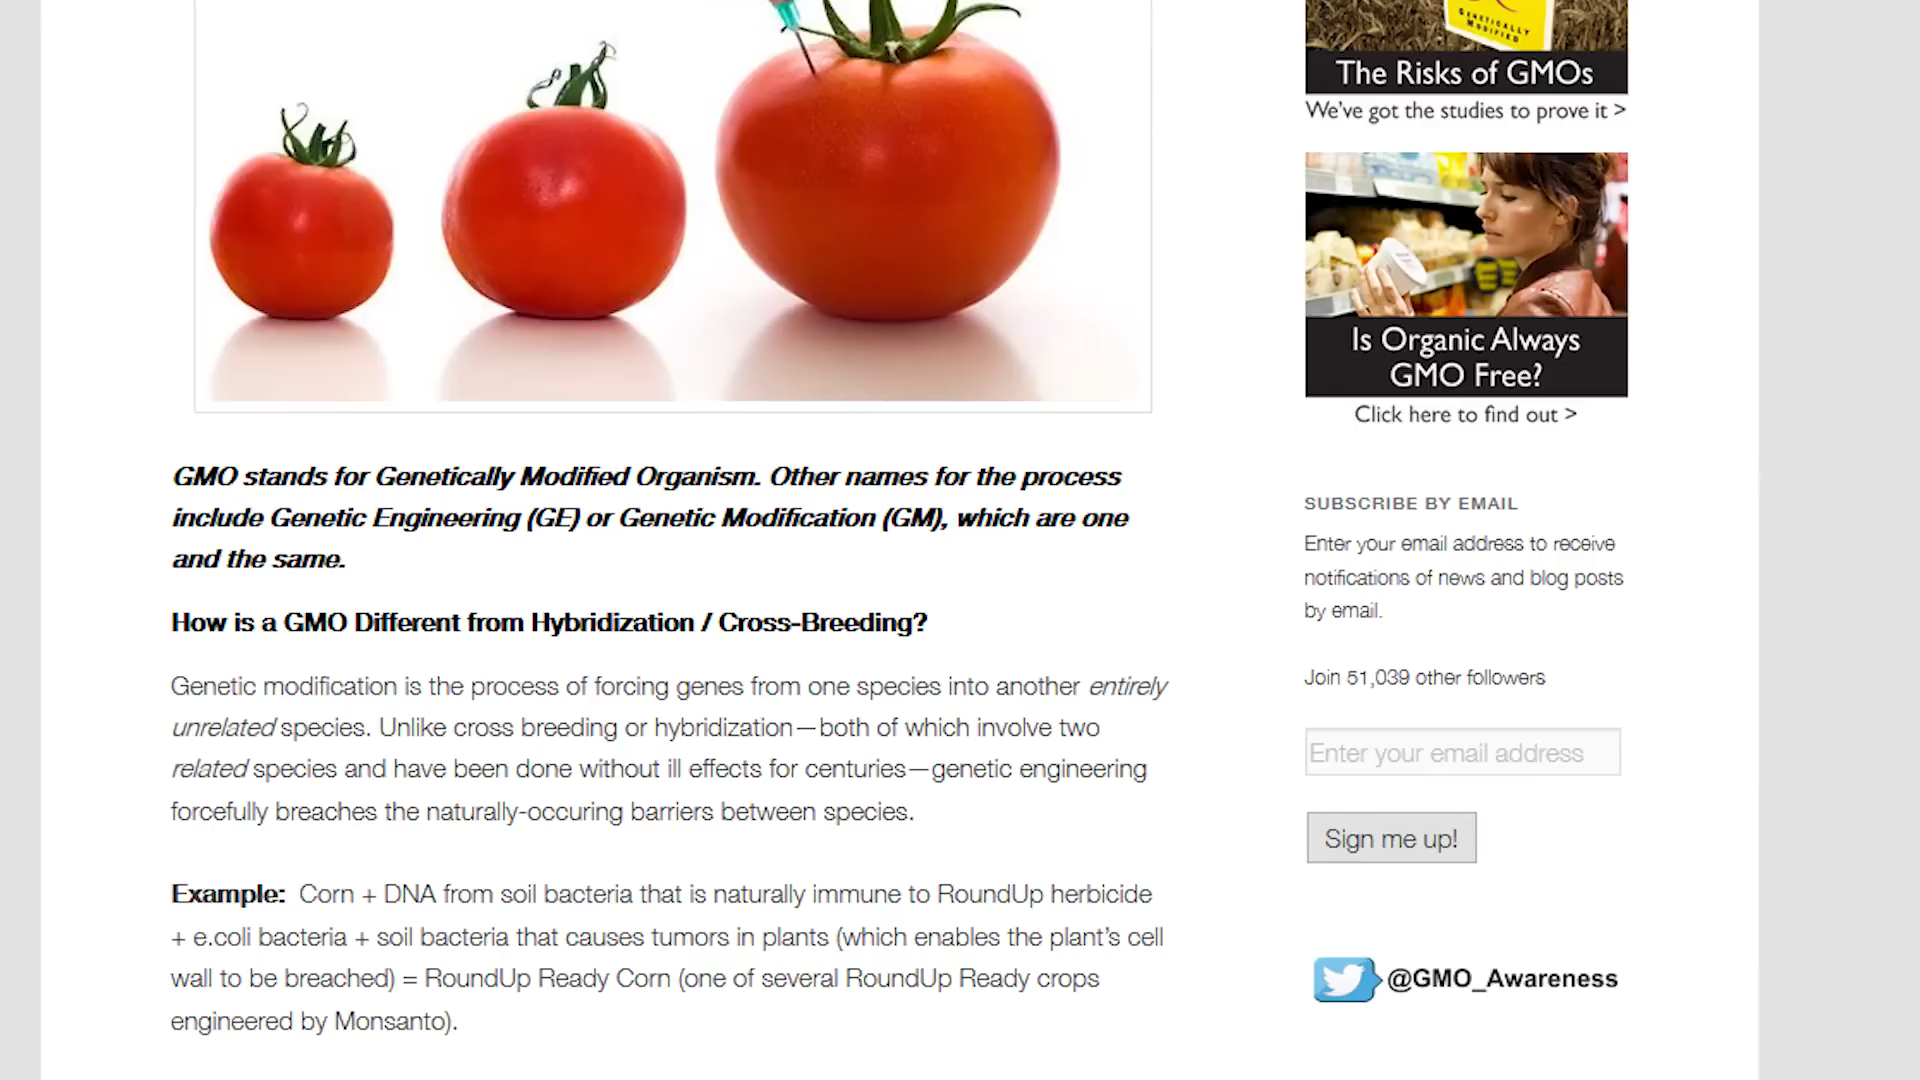 GMO stands for Genetically Modified Organism. Other names for the process
include Genetic Engineering (GE) or Genetic Modification (GM), which are one
and the same.
How is a GMO Different from Hybridization / Cross-Breeding?
Genetic modification is the process of forcing genes from one species into another entirely
unrelated species. Unlike cross breeding or hybridization—both of which involve two
related species and have been done without ill effects for centuries—genetic engineering
forcefully breaches the naturally-occuring barriers between species.
Example: Corn + DNA from soil bacteria that is naturally immune to RoundUp herbicide
+ e.coli bacteria + soil bacteria that causes tumors in plants (which enables the plant's cell
wall to be breached) = RoundUp Ready Corn (one of several RoundUp Ready crops
engineered by Monsanto).
GENETICALLY
MODIFIED
The Risks of GMOs
We've got the studies to prove it >
Is Organic Always
GMO Free?
Click here to find out >
SUBSCRIBE BY EMAIL
Enter your email address to receive
notifications of news and blog posts
by email.
Join 51,039 other followers
Enter your email address
Sign me up!
@GMO_Awareness